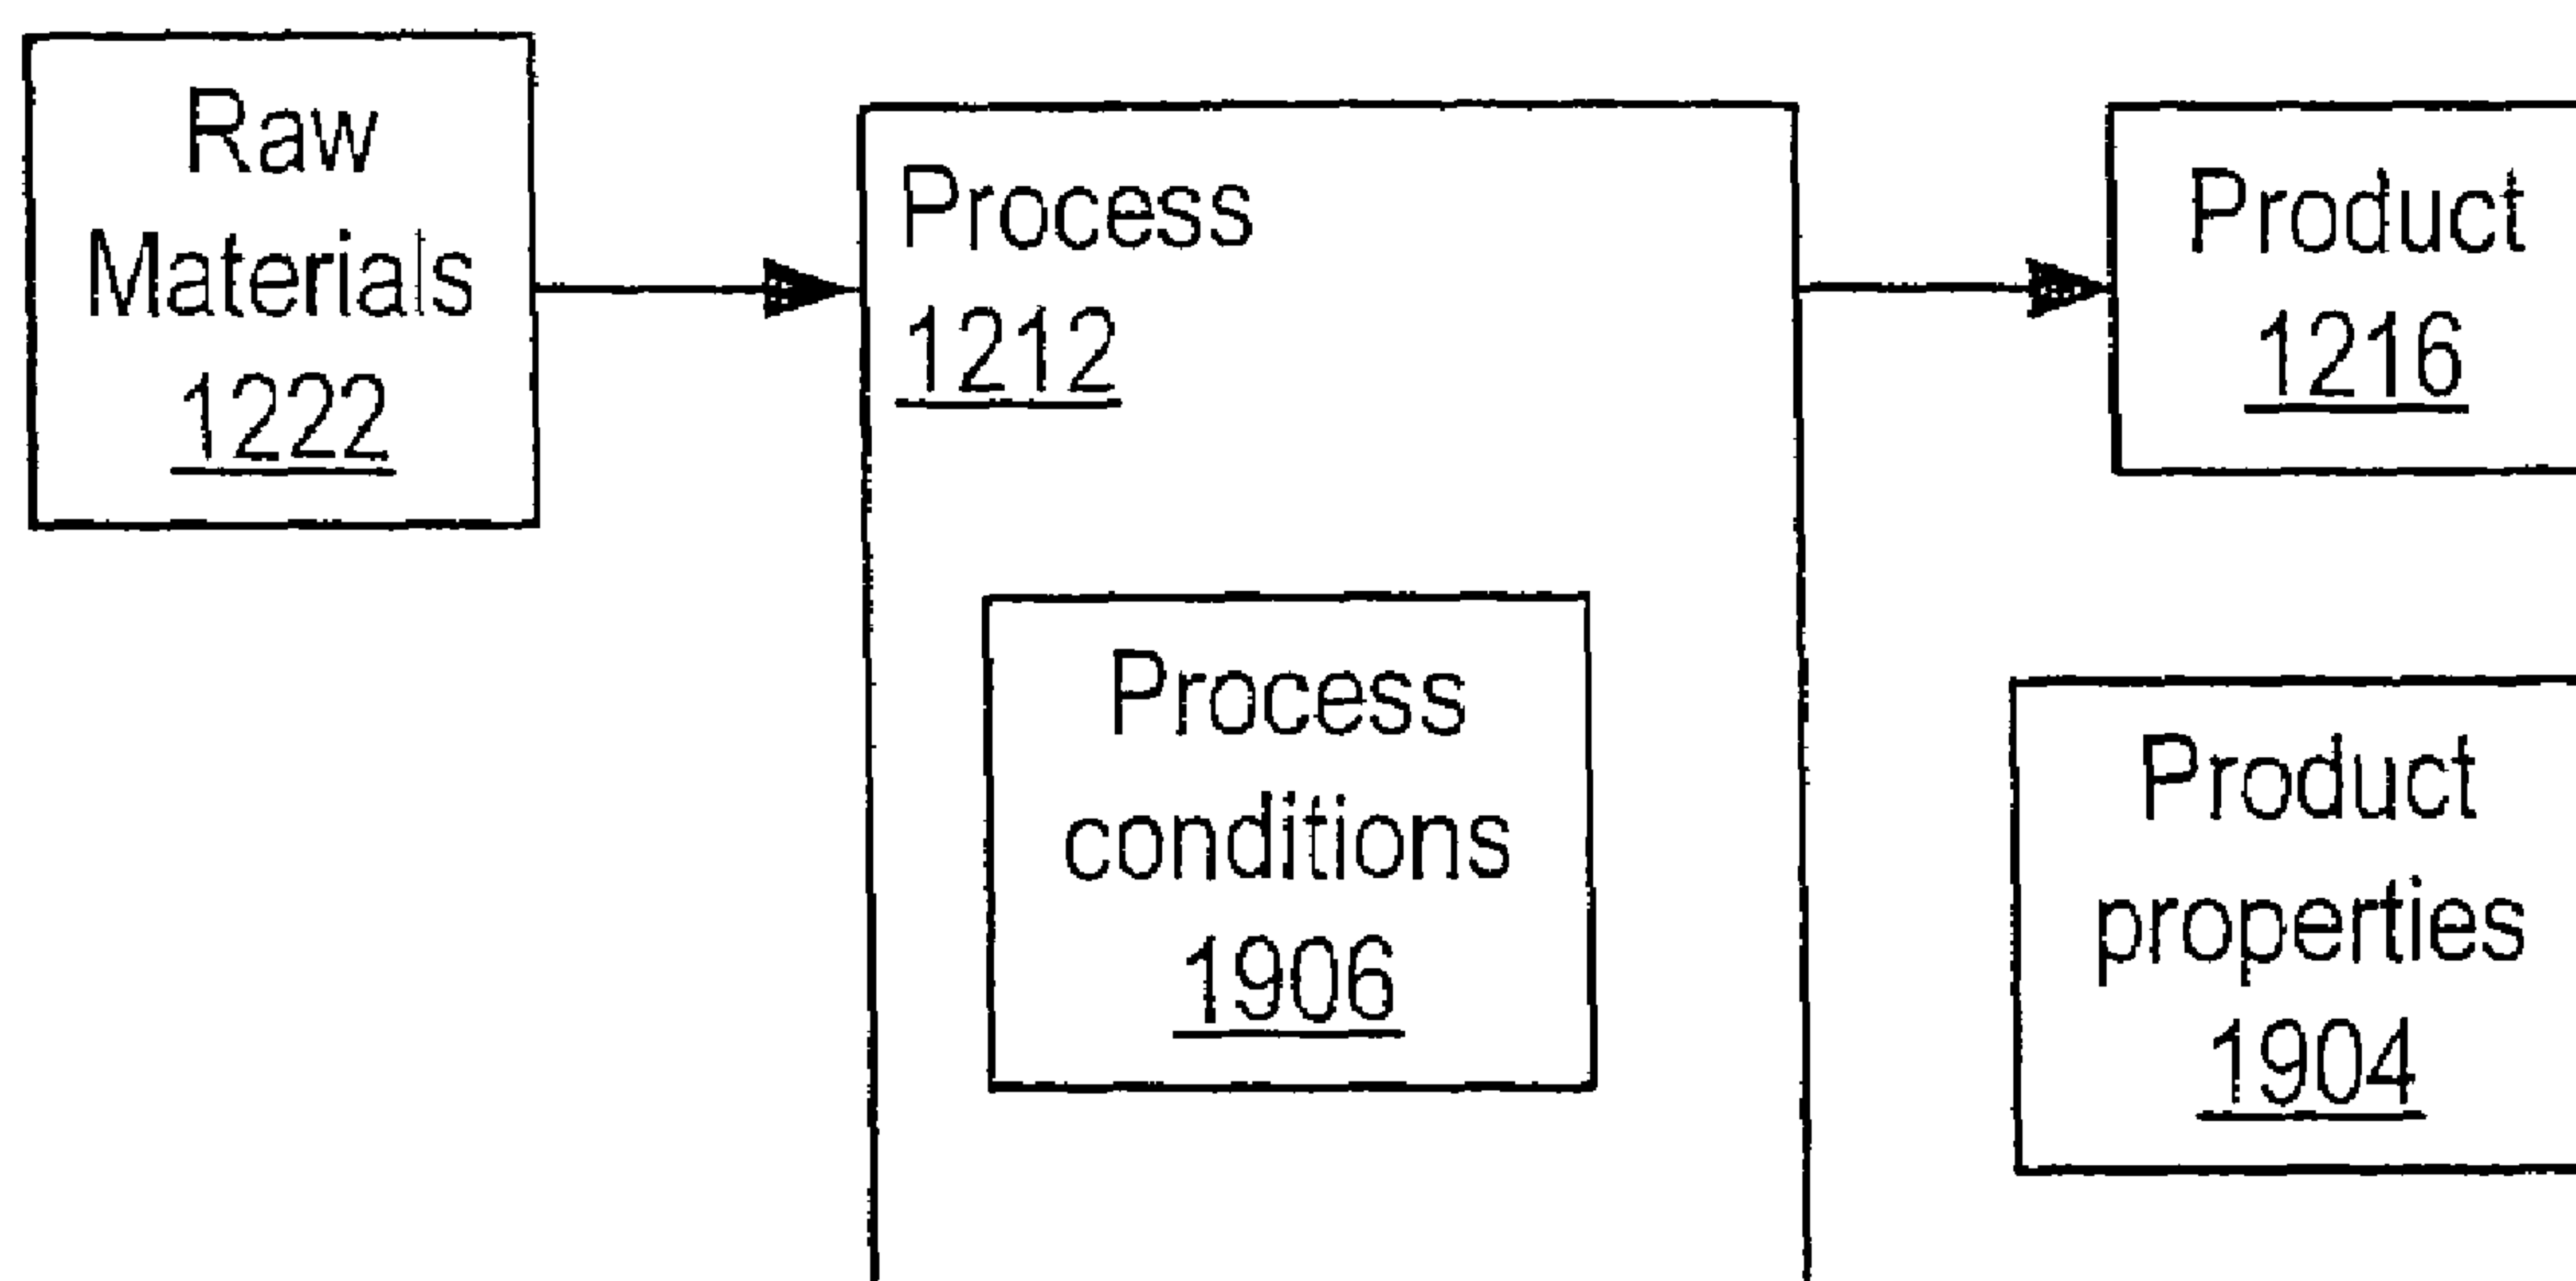 Raw
Materials
1222
Process
1212
Process
conditions
1906
Product
1216
Product
properties
1904